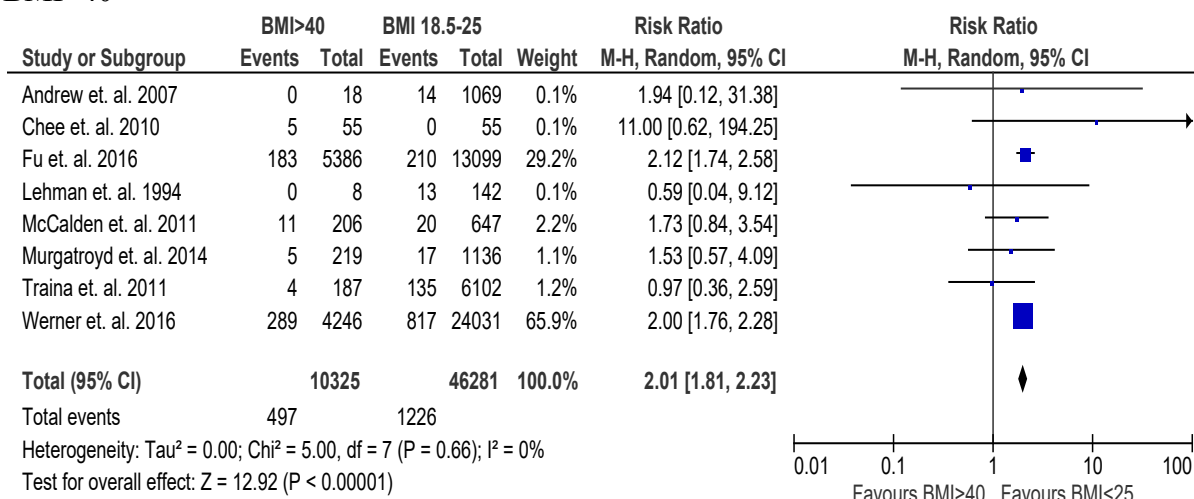 BMI>40 BMI 18.5-25 Risk Ratio Risk Ratio
Study or Subgroup Events Total Events Total Weight M-H, Random, 95% CI M-H, Random, 95% CI
Andrew et. al. 2007 0 18 14 1069 0.1% 1.94 [0.12, 31.38]
Chee et. al. 2010 5 55 0 55 0.1% 11.00 [0.62, 194.25]
Fu et. al. 2016 183 5386 210 13099 29.2% 2.12 [1.74, 2.58]
Lehman et. al. 1994 0 8 13 142 0.1% 0.59 [0.04, 9.12]
McCalden et. al. 2011 11 206 20 647 2.2% 1.73 [0.84, 3.54]
Murgatroyd et. al. 2014 5 219 17 1136 1.1% 1.53 [0.57, 4.09]
Traina et. al. 2011 4 187 135 6102 1.2% 0.97 [0.36, 2.59]
Werner et. al. 2016 289 4246 817 24031 65.9% 2.00 [1.76, 2.28]
Total (95% CI) 10325 46281 100.0% 2.01 [1.81, 2.23]
Total events 497 1226
Heterogeneity: Tau² = 0.00; Chi² = 5.00, df = 7 (P = 0.66); I² = 0%
Test for overall effect: Z = 12.92 (P < 0.00001)
0.01 0.1 1 10 100
Favours BMI>40 Favours BMI<25